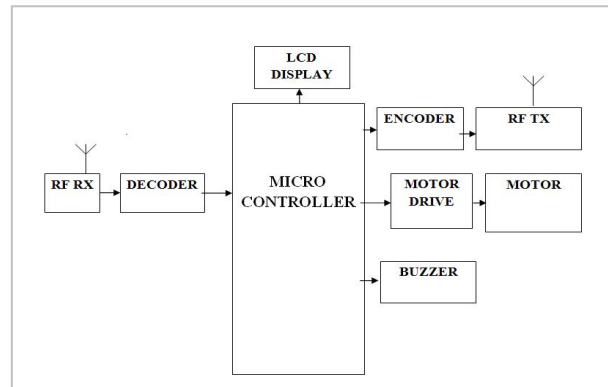 LCD
DISPLAY
ENCODER
RF TX
RF RX
DECODER
MICRO
CONTROLLER
MOTOR
DRIVE
MOTOR
BUZZER